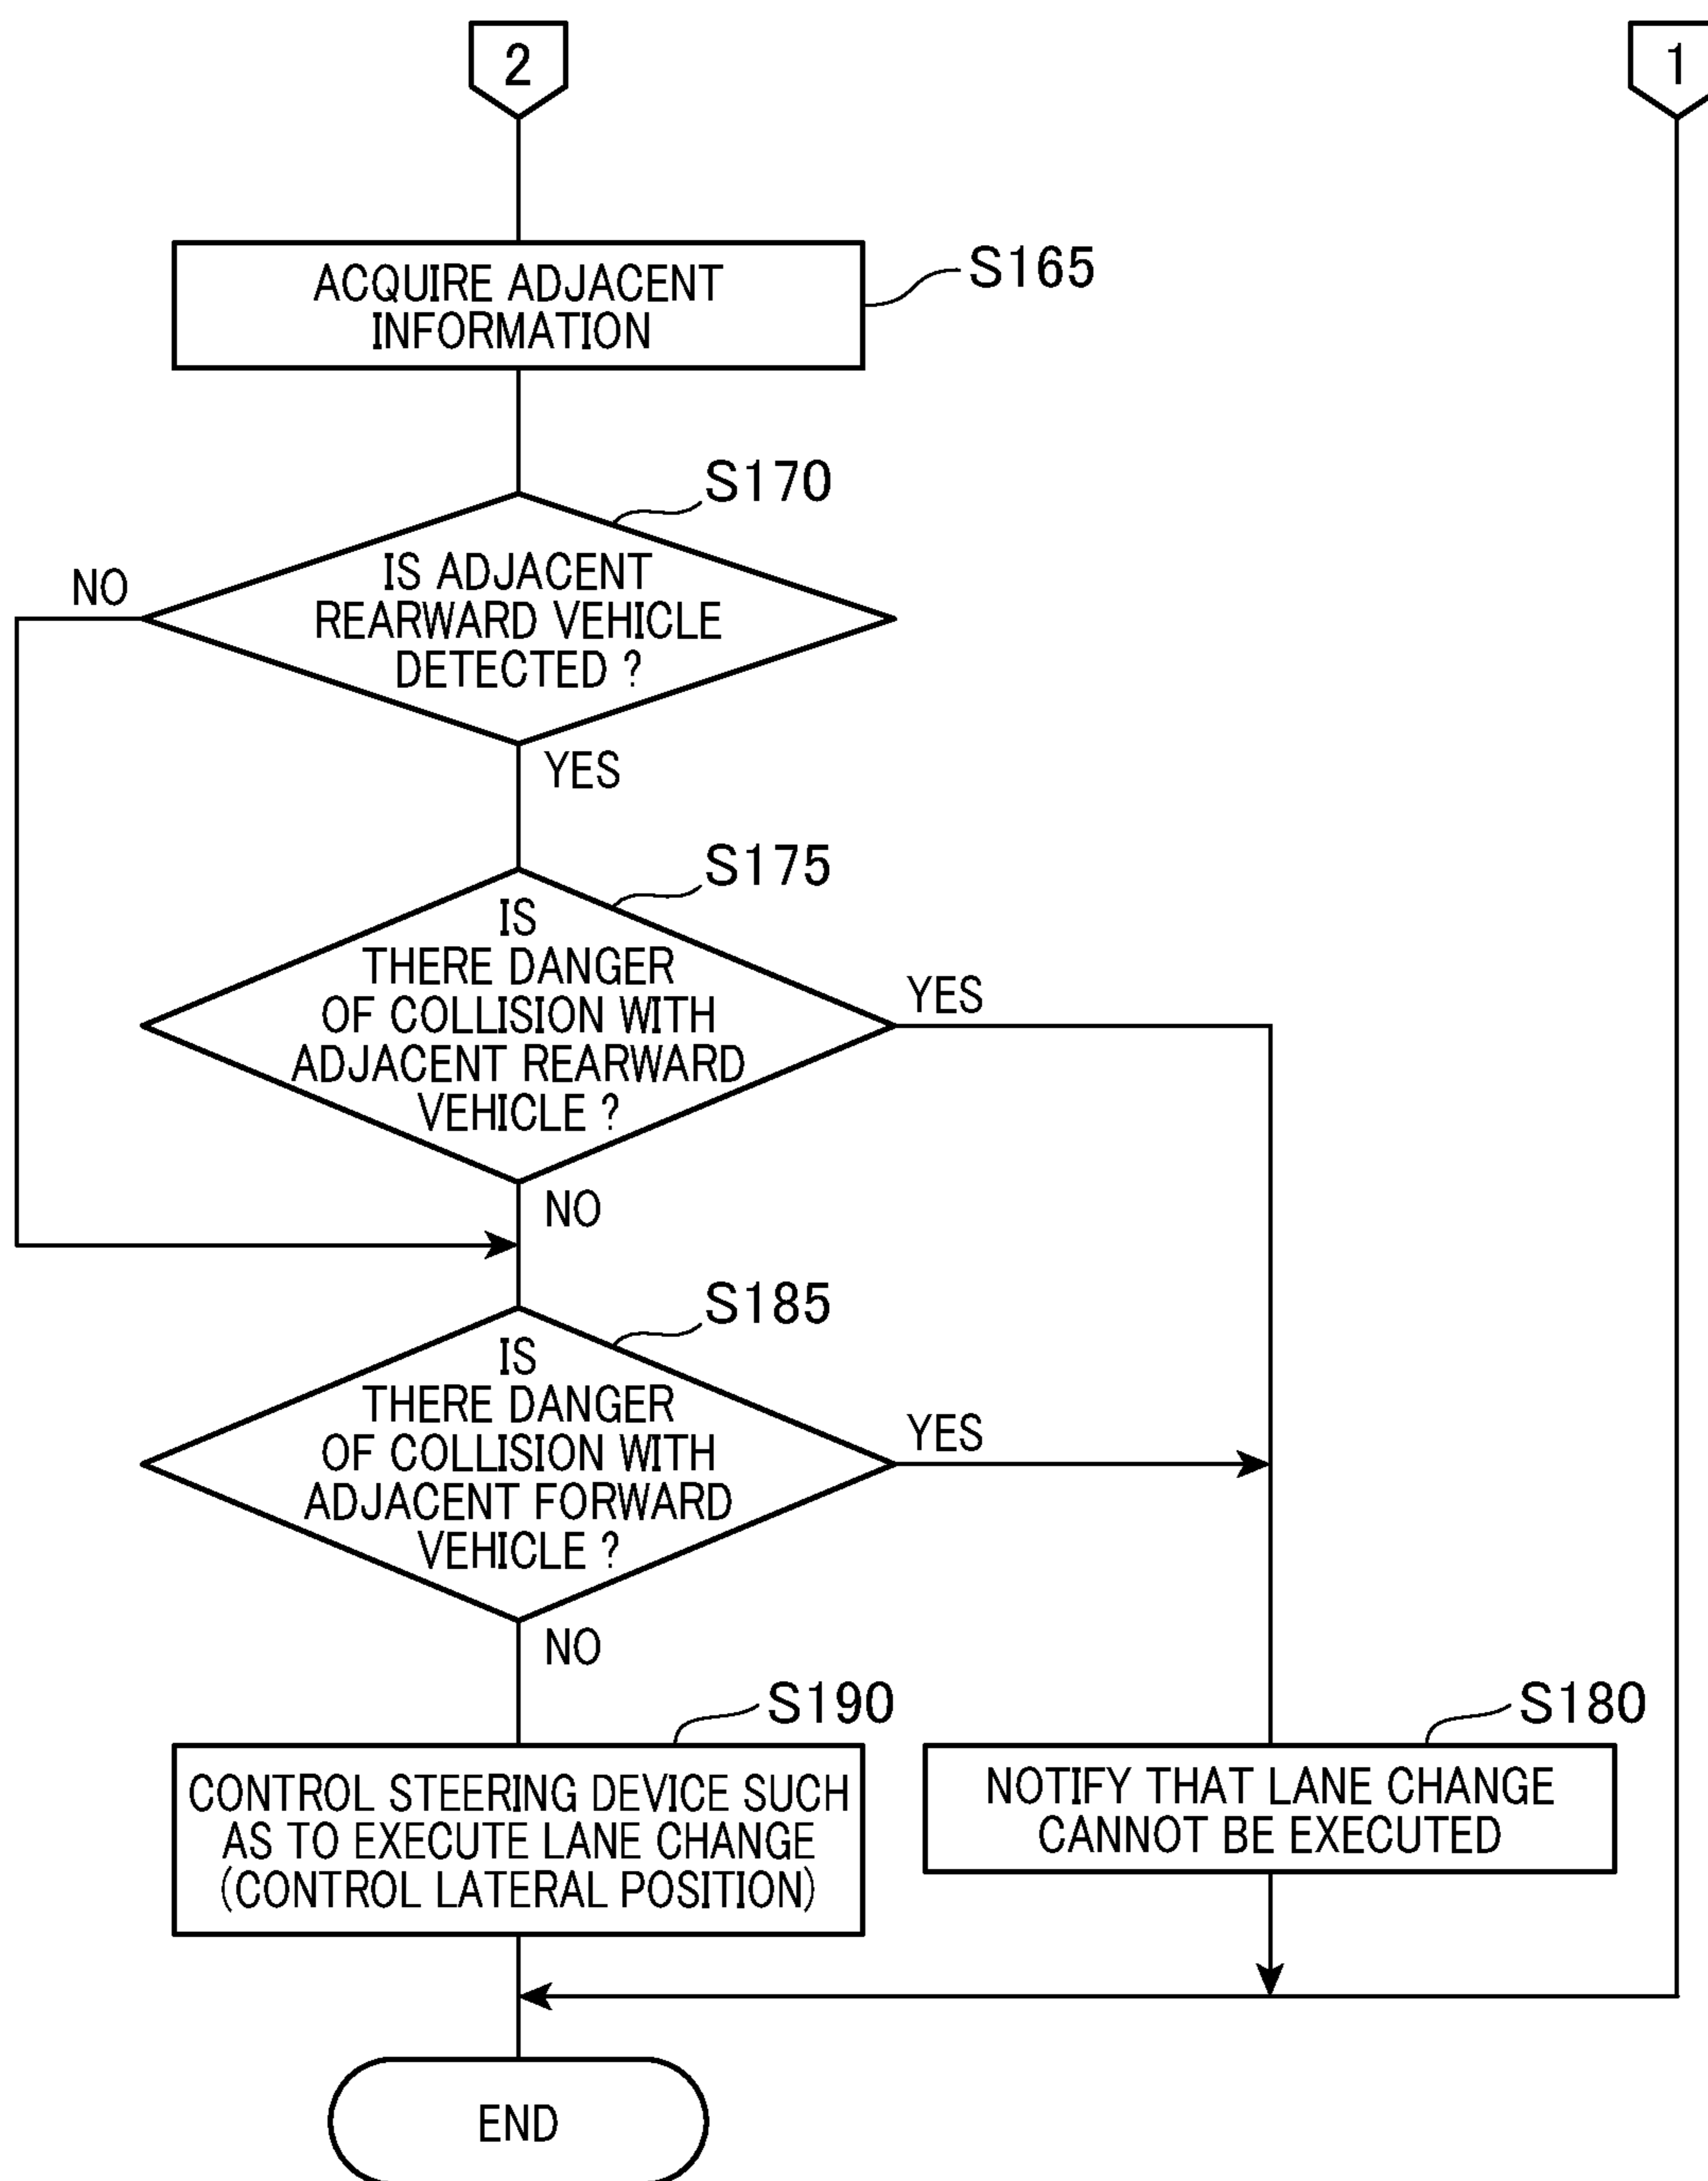 2
1
ACQUIRE ADJACENT
INFORMATION
S165
S170
IS ADJACENT
REARWARD VEHICLE
DETECTED ?
NO
YES
S175
IS
THERE DANGER
OF COLLISION WITH
ADJACENT REARWARD
VEHICLE ?
YES
NO
S185
IS
THERE DANGER
OF COLLISION WITH
ADJACENT FORWARD
VEHICLE ?
YES
NO
S190
CONTROL STEERING DEVICE SUCH
AS TO EXECUTE LANE CHANGE
(CONTROL LATERAL POSITION)
S180
NOTIFY THAT LANE CHANGE
CANNOT BE EXECUTED
END